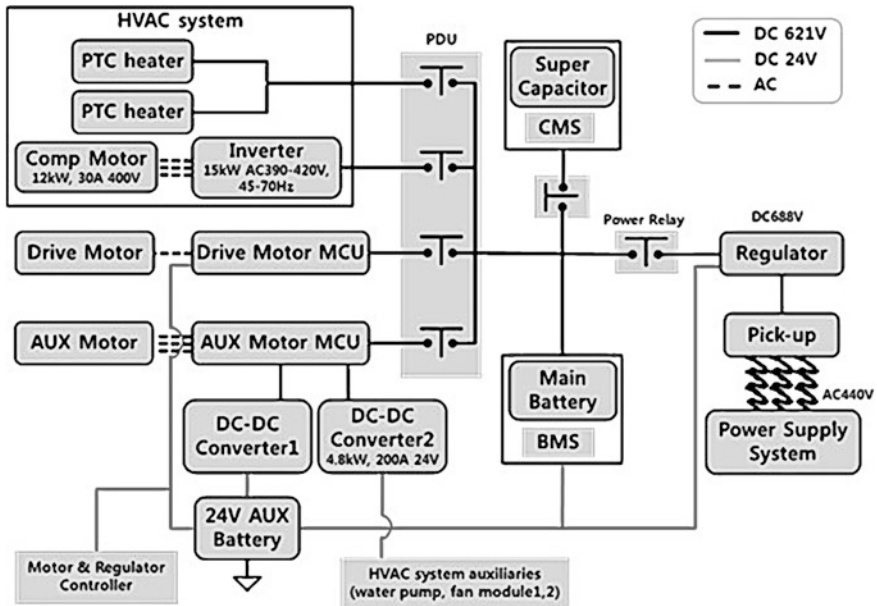 HVAC system
PTC heater
PTC heater
Comp Motor
12kW, 30A 400V
Inverter
15kW AC390-420V,
45-70Hz
PDU
Super
Capacitor
CMS
DC 621V
DC 24V
AC
Drive Motor
Drive Motor MCU
Power Relay
DC688V
Regulator
AUX Motor
AUX Motor MCU
Pick-up
Main
Battery
BMS
AC440V
Power Supply
System
DC-DC
Converter1
DC-DC
Converter2
4.8kW, 200A 24V
24V AUX
Battery
Motor & Regulator
Controller
HVAC system auxiliaries
(water pump, fan module1,2)